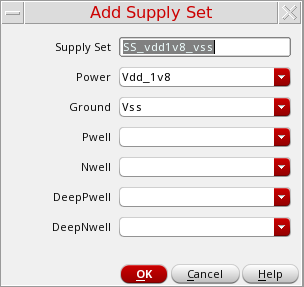 Add Supply Set
Supply Set SS_vdd1v8_vss
Power Vdd_1v8
Ground Vss
Pwell
Nwell
DeepPwell
DeepNwell
OK Cancel Help